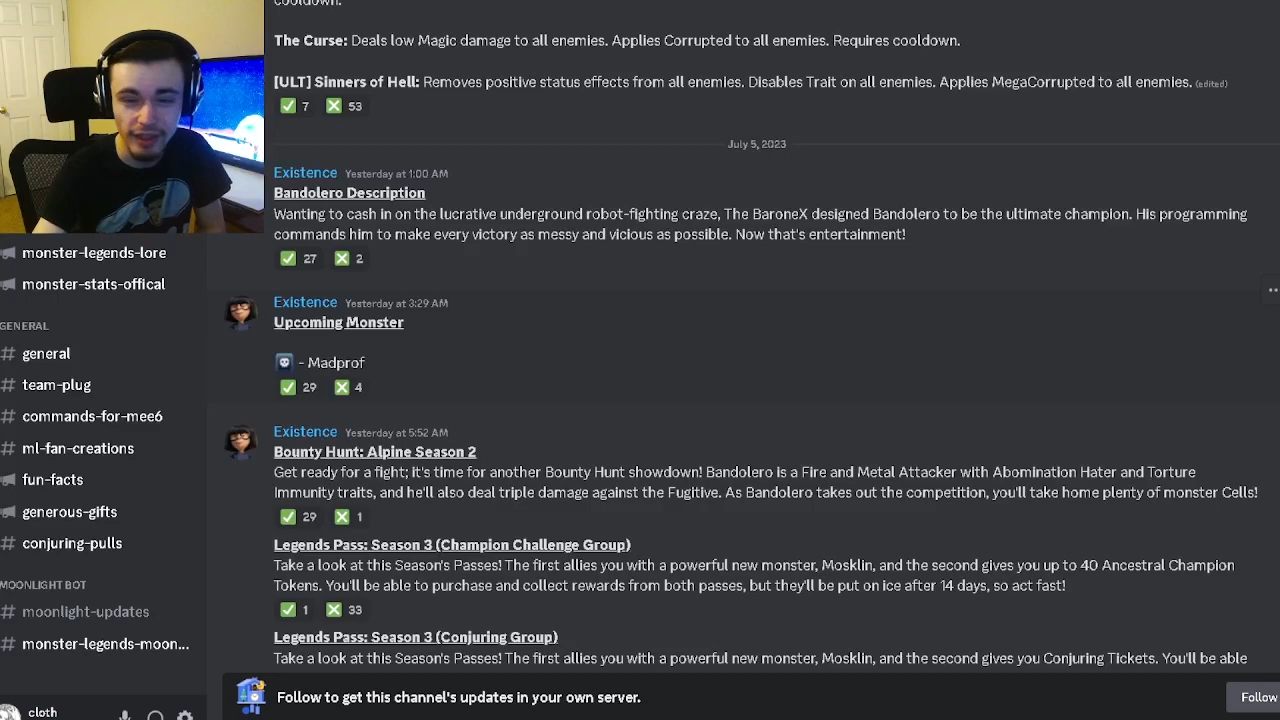 cooldown.
The Curse: Deals low Magic damage to all enemies. Applies Corrupted to all enemies. Requires cooldown.
[ULT] Sinners of Hell: Removes positive status effects from all enemies. Disables Trait on all enemies. Applies MegaCorrupted to all enemies. (edited)
7 53
July 5, 2023
Existence Yesterday at 1:00 AM
Bandolero Description
Wanting to cash in on the lucrative underground robot-fighting craze, The BaroneX designed Bandolero to be the ultimate champion. His programming
commands him to make every victory as messy and vicious as possible. Now that's entertainment!
27 2
Existence Yesterday at 3:29 AM
Upcoming Monster
- Madprof
29 4
Existence Yesterday at 5:52 AM
Bounty Hunt: Alpine Season 2
Get ready for a fight; it's time for another Bounty Hunt showdown! Bandolero is a Fire and Metal Attacker with Abomination Hater and Torture
Immunity traits, and he'll also deal triple damage against the Fugitive. As Bandolero takes out the competition, you'll take home plenty of monster Cells!
29 1
Legends Pass: Season 3 (Champion Challenge Group)
Take a look at this Season's Passes! The first allies you with a powerful new monster, Mosklin, and the second gives you up to 40 Ancestral Champion
Tokens. You'll be able to purchase and collect rewards from both passes, but they'll be put on ice after 14 days, so act fast!
1 33
Legends Pass: Season 3 (Conjuring Group)
Take a look at this Season's Passes! The first allies you with a powerful new monster, Mosklin, and the second gives you Conjuring Tickets. You'll be able
Follow to get this channel's updates in your own server.
Follow
monster-legends-lore
monster-stats-offical
GENERAL
# general
# team-plug
# commands-for-mee6
# ml-fan-creations
fun-facts
generous-gifts
conjuring-pulls
MOONLIGHT BOT
# moonlight-updates
# monster-legends-moon...
cloth